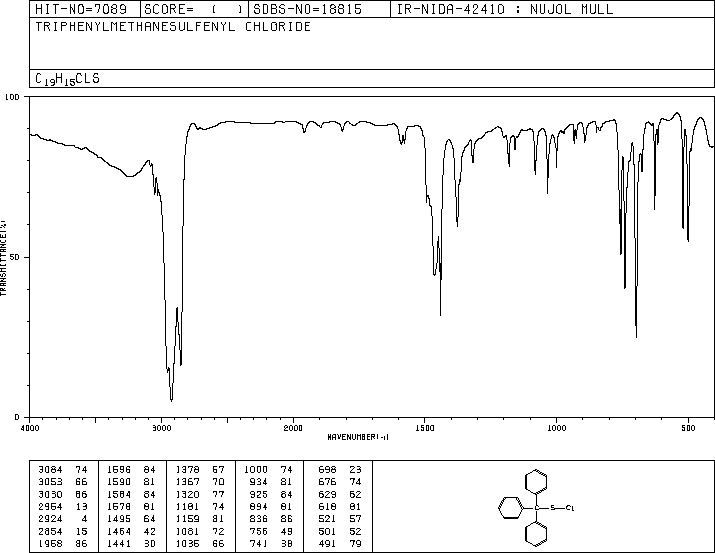 HIT-NO=7089 SCORE= ( ) SDBS-NO=18815 IR-NIDA-42410 : NUJOL MULL
TRIPHENYLMETHANESULFENYL CHLORIDE
C19H15CLS
100
50
0
TRANSMITTANCE(%)
4000 3000 2000 1500 1000 500
WAVENUMBER(-1)
3084 74 1596 84 1378 57 1000 74 698 23
3053 66 1590 81 1367 70 934 81 676 74
3030 86 1584 84 1320 77 925 84 629 62
2954 13 1578 81 1181 74 894 81 618 81
2924 4 1495 64 1159 81 836 86 521 57
2854 15 1464 42 1081 72 756 49 501 52
1958 86 1441 30 1036 66 741 38 491 79
C S Cl